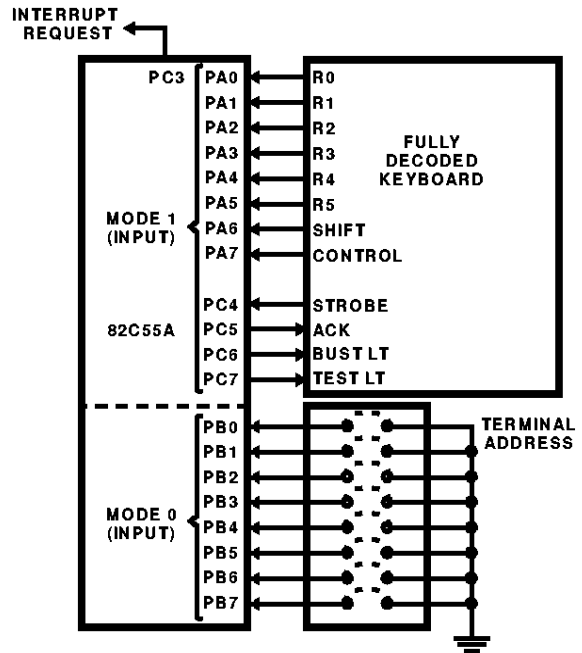 INTERRUPT
REQUEST
PC3
PA0
R0
PA1
R1
PA2
R2
PA3
R3
PA4
R4
PA5
R5
PA6
SHIFT
PA7
CONTROL
FULLY
DECODED
KEYBOARD
MODE 1
(INPUT)
PC4
STROBE
82C55A
PC5
ACK
PC6
BUST LT
PC7
TEST LT
PB0
PB1
PB2
PB3
PB4
PB5
PB6
PB7
MODE 0
(INPUT)
TERMINAL
ADDRESS